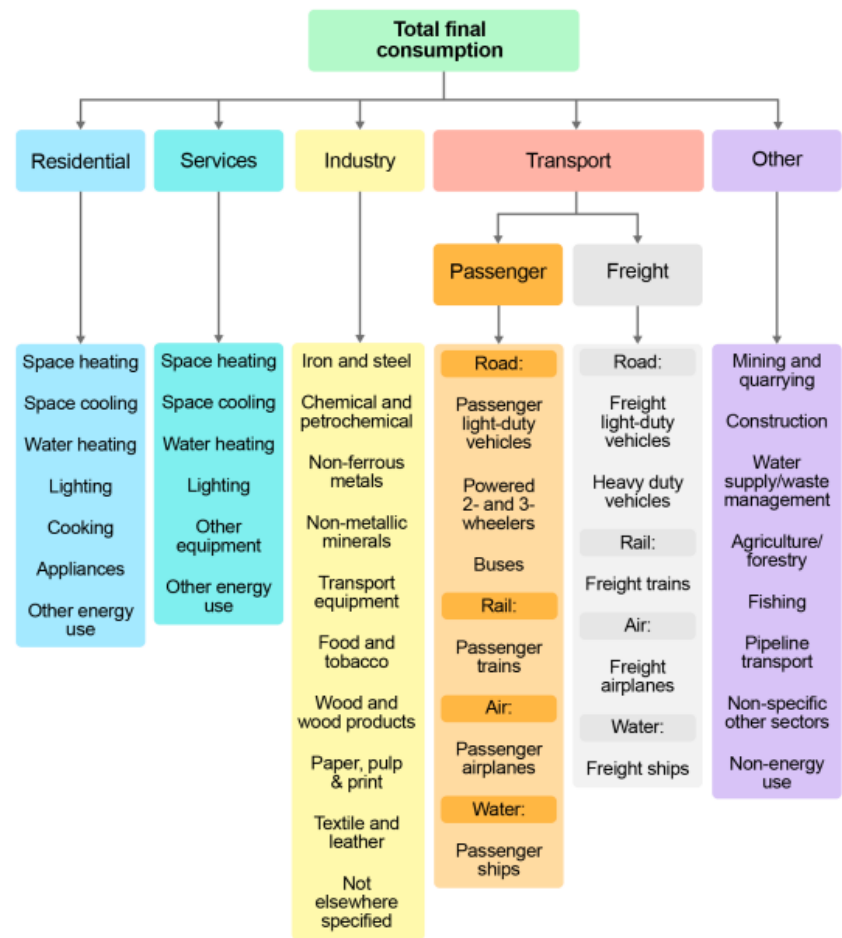 Total final
consumption
Residential
Services
Industry
Transport
Other
Passenger
Freight
Space heating
Space cooling
Water heating
Lighting
Cooking
Appliances
Other energy
use
Space heating
Space cooling
Water heating
Lighting
Other
equipment
Other energy
use
Iron and steel
Chemical and
petrochemical
Non-ferrous
metals
Non-metallic
minerals
Transport
equipment
Food and
tobacco
Wood and
wood products
Paper, pulp
& print
Textile and
leather
Not
elsewhere
specified
Road:
Passenger
light-duty
vehicles
Powered
2- and 3-
wheelers
Buses
Rail:
Passenger
trains
Air:
Passenger
airplanes
Water:
Passenger
ships
Road:
Freight
light-duty
vehicles
Heavy duty
vehicles
Rail:
Freight trains
Air:
Freight
airplanes
Water:
Freight ships
Mining and
quarrying
Construction
Water
supply/waste
management
Agriculture/
forestry
Fishing
Pipeline
transport
Non-specific
other sectors
Non-energy
use